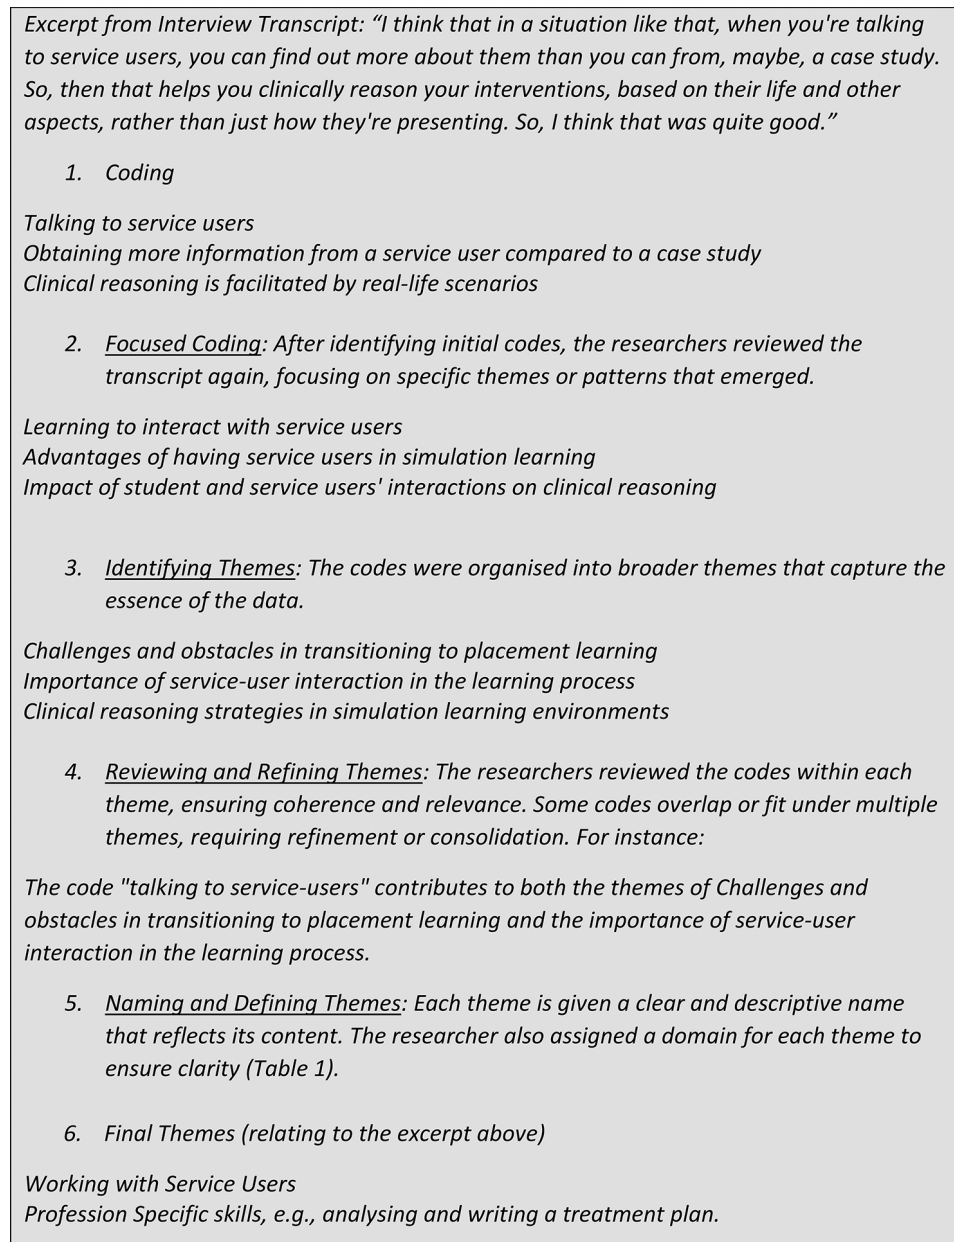 Excerpt from Interview Transcript: “I think that in a situation like that, when you're talking
to service users, you can find out more about them than you can from, maybe, a case study.
So, then that helps you clinically reason your interventions, based on their life and other
aspects, rather than just how they're presenting. So, I think that was quite good.”
1. Coding
Talking to service users
Obtaining more information from a service user compared to a case study
Clinical reasoning is facilitated by real-life scenarios
2. Focused Coding: After identifying initial codes, the researchers reviewed the
transcript again, focusing on specific themes or patterns that emerged.
Learning to interact with service users
Advantages of having service users in simulation learning
Impact of student and service users' interactions on clinical reasoning
3. Identifying Themes: The codes were organised into broader themes that capture the
essence of the data.
Challenges and obstacles in transitioning to placement learning
Importance of service-user interaction in the learning process
Clinical reasoning strategies in simulation learning environments
4. Reviewing and Refining Themes: The researchers reviewed the codes within each
theme, ensuring coherence and relevance. Some codes overlap or fit under multiple
themes, requiring refinement or consolidation. For instance:
The code "talking to service-users" contributes to both the themes of Challenges and
obstacles in transitioning to placement learning and the importance of service-user
interaction in the learning process.
5. Naming and Defining Themes: Each theme is given a clear and descriptive name
that reflects its content. The researcher also assigned a domain for each theme to
ensure clarity (Table 1).
6. Final Themes (relating to the excerpt above)
Working with Service Users
Profession Specific skills, e.g., analysing and writing a treatment plan.